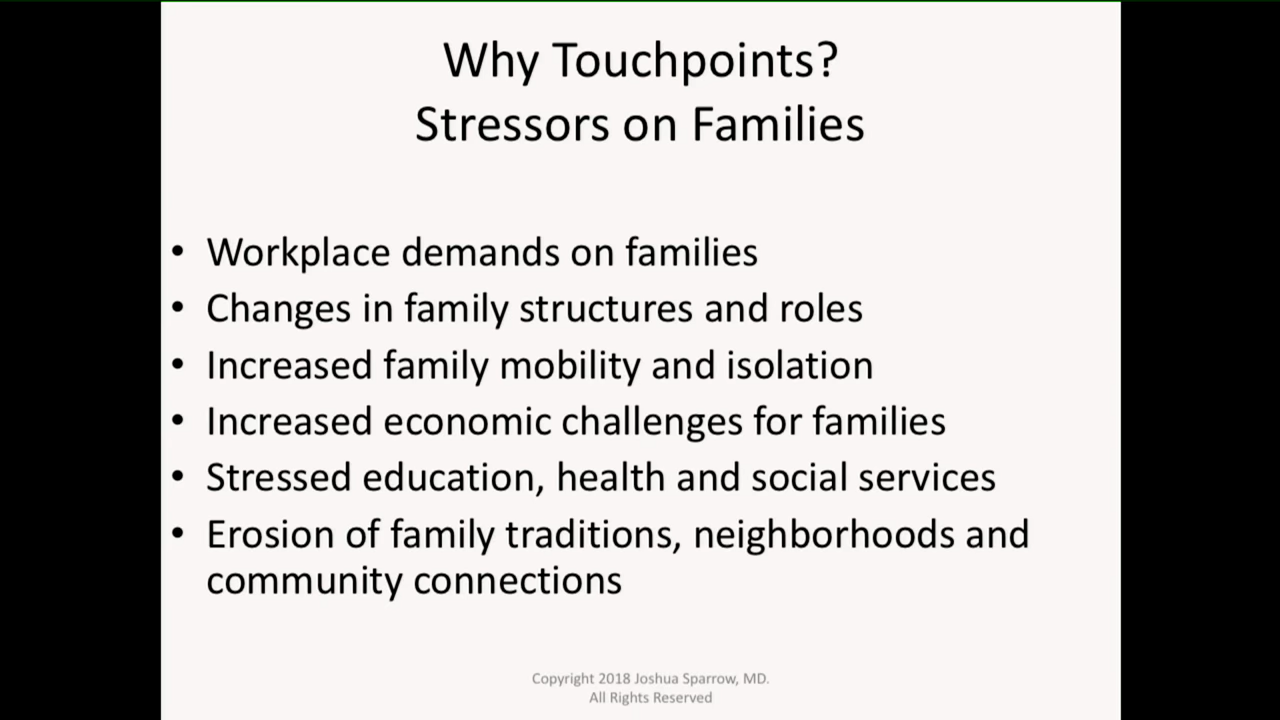 Why Touchpoints?
Stressors on Families
• Workplace demands on families
• Changes in family structures and roles
• Increased family mobility and isolation
• Increased economic challenges for families
• Stressed education, health and social services
• Erosion of family traditions, neighborhoods and
community connections
Copyright 2018 Joshua Sparrow, MD.
All Rights Reserved